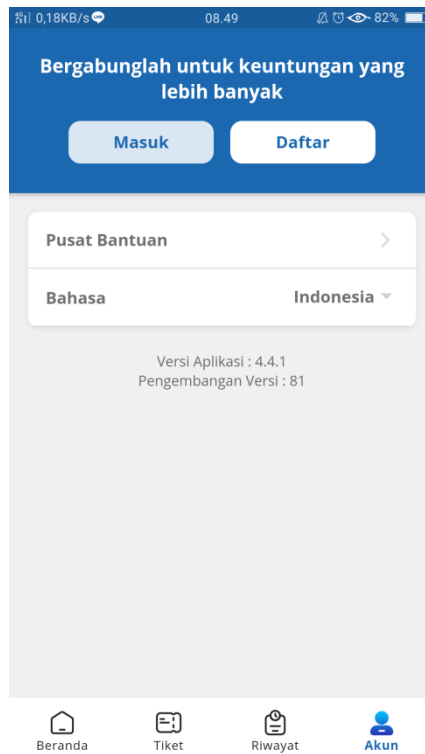 0,18KB/s 08.49 82%
Bergabunglah untuk keuntungan yang
lebih banyak
Masuk Daftar
Pusat Bantuan
Bahasa Indonesia
Versi Aplikasi : 4.4.1
Pengembangan Versi : 81
Beranda Tiket Riwayat Akun